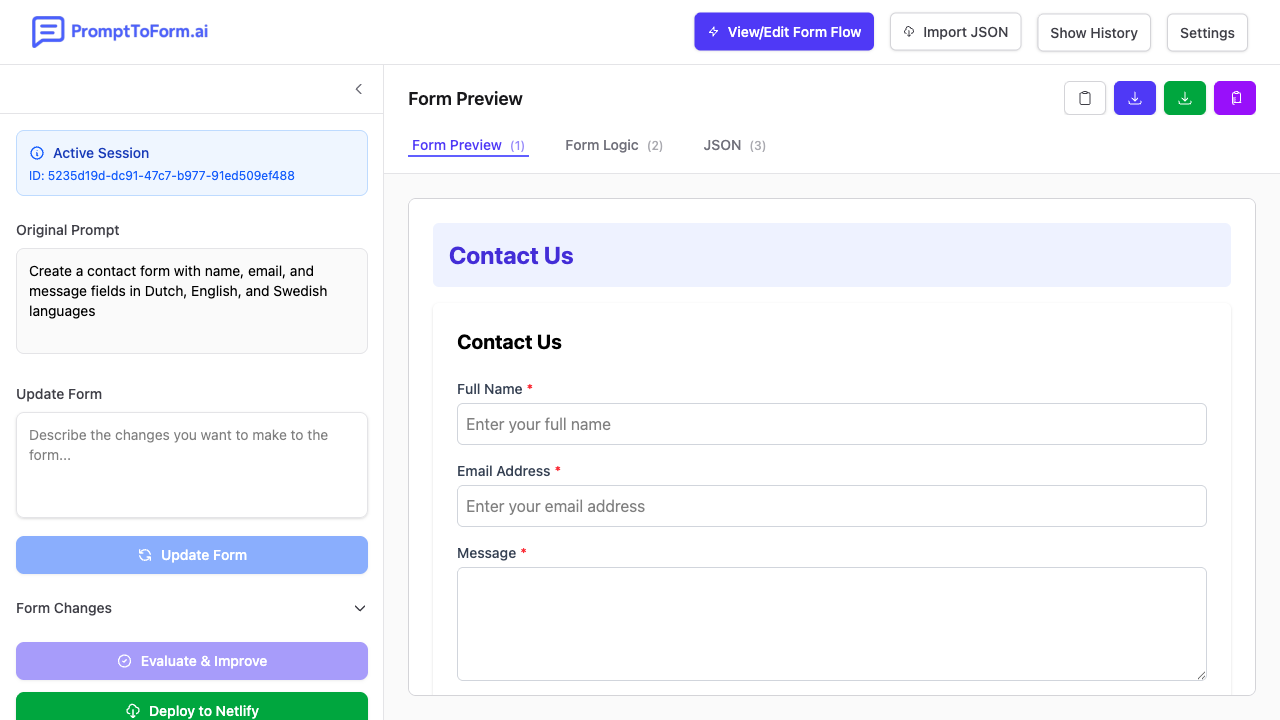 PromptToForm.ai
View/Edit Form Flow
Import JSON
Show History
Settings
Active Session
ID: 5235d19d-dc91-47c7-b977-91ed509ef488
Original Prompt
Create a contact form with name, email, and
message fields in Dutch, English, and Swedish
languages
Update Form
Describe the changes you want to make to the
form...
Update Form
Form Changes
Evaluate & Improve
Deploy to Netlify
Form Preview
Form Preview (1)
Form Logic (2)
JSON (3)
Contact Us
Contact Us
Full Name *
Enter your full name
Email Address *
Enter your email address
Message *